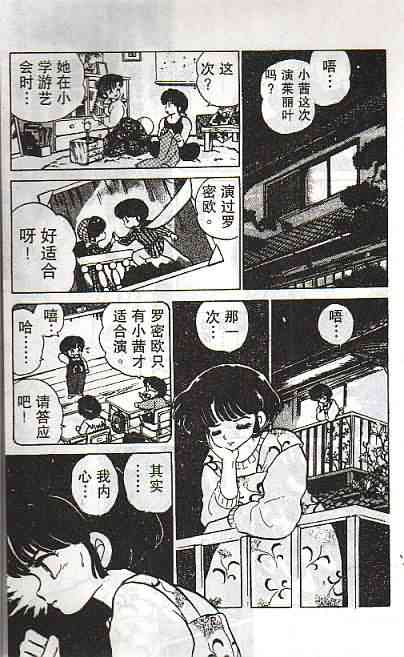 唔…
小茜这次
演茱丽叶
吗？
这
次？
她在小
学游艺
会时…
演过罗
密欧。
好适合
呀！
唔…
那一
次…
罗密欧只
有小茜才
适合演。
嘻…
哈……
请答应
吧！
……
其实
……
我内
心…